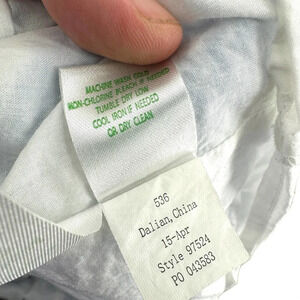 MACHINE WASH COLD
NON-CHLORINE BLEACH IF NEEDED
TUMBLE DRY LOW
COOL IRON IF NEEDED
OR DRY CLEAN
536
Dalian, China
15-Apr
Style 97524
PO 043583